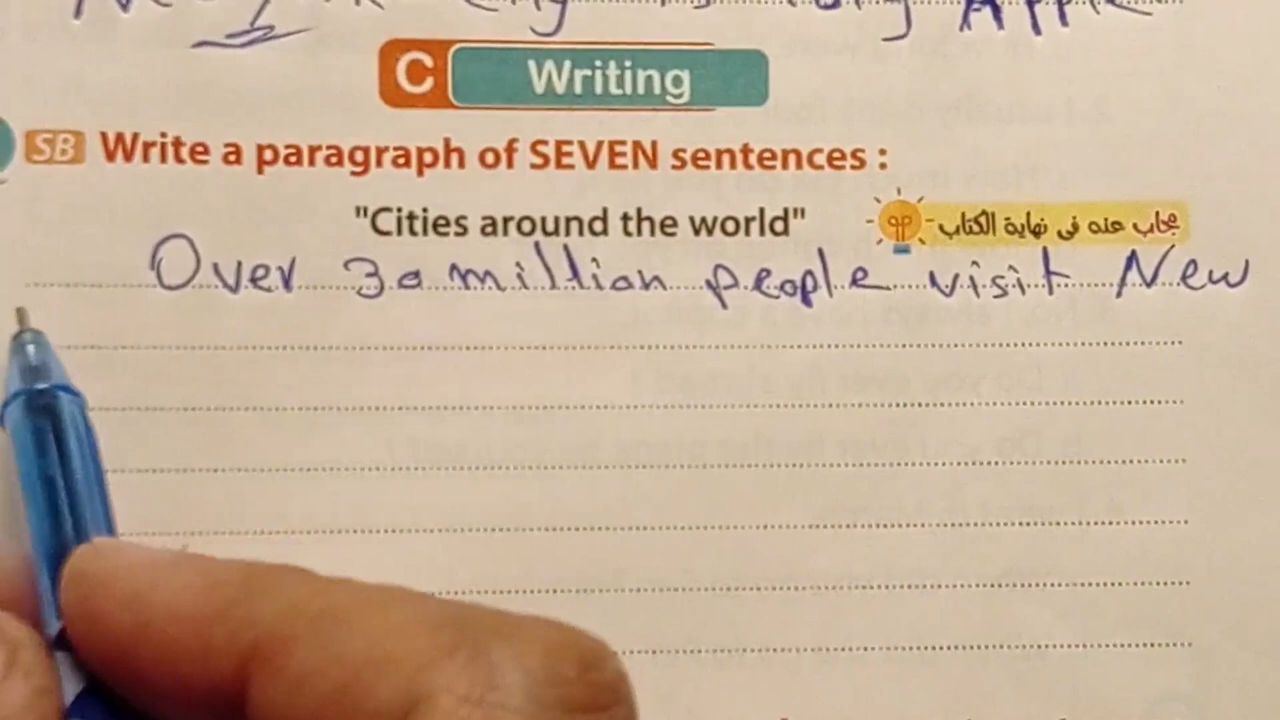 C Writing
SB Write a paragraph of SEVEN sentences :
"Cities around the world"
مجاب عنه فى نهاية الكتاب
Over 30 million people visit New